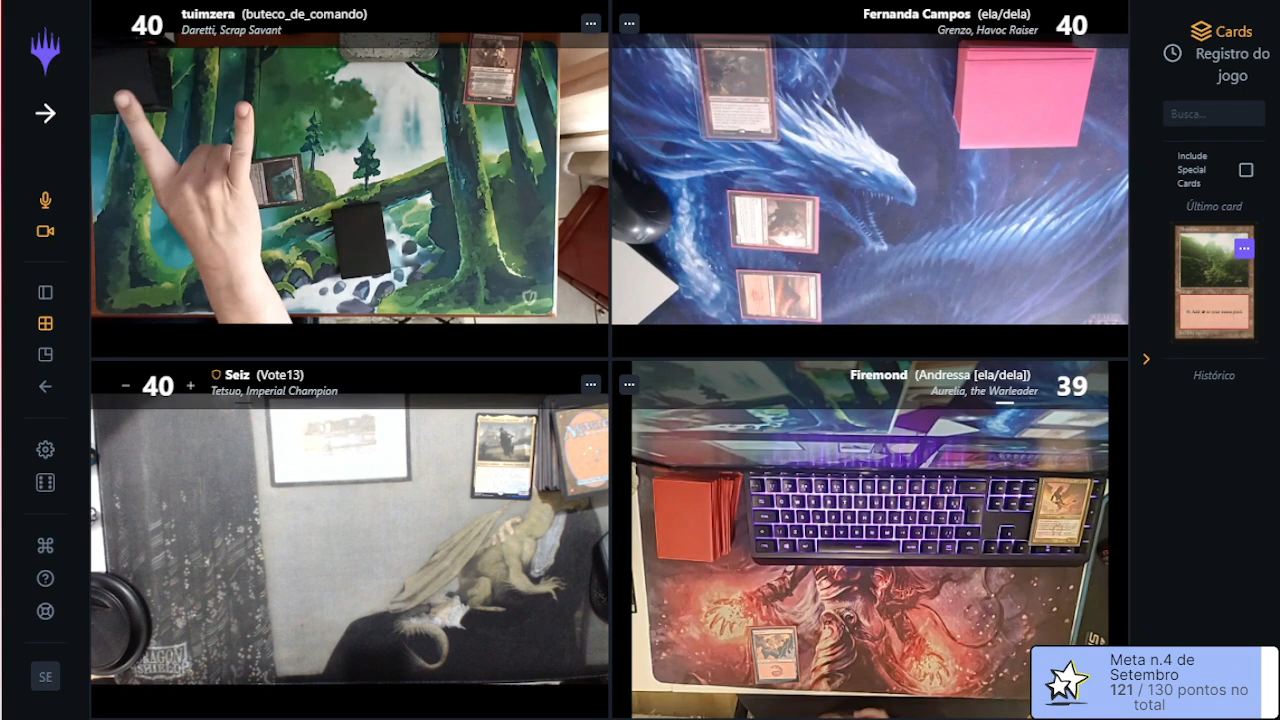 40
tuimzera (buteco_de_comando)
Daretti, Scrap Savant
Fernanda Campos (ela/dela)
Grenzo, Havoc Raiser
40
Cards
Registro do
jogo
Busca...
Include
Special
Cards
Último card
Histórico
− 40 +
Seiz (Vote13)
Tetsuo, Imperial Champion
Firemond (Andressa [ela/dela])
Aurelia, the Warleader
39
DRAGON
SHIELD
SE
Meta n.4 de
Setembro
121 / 130 pontos no
total